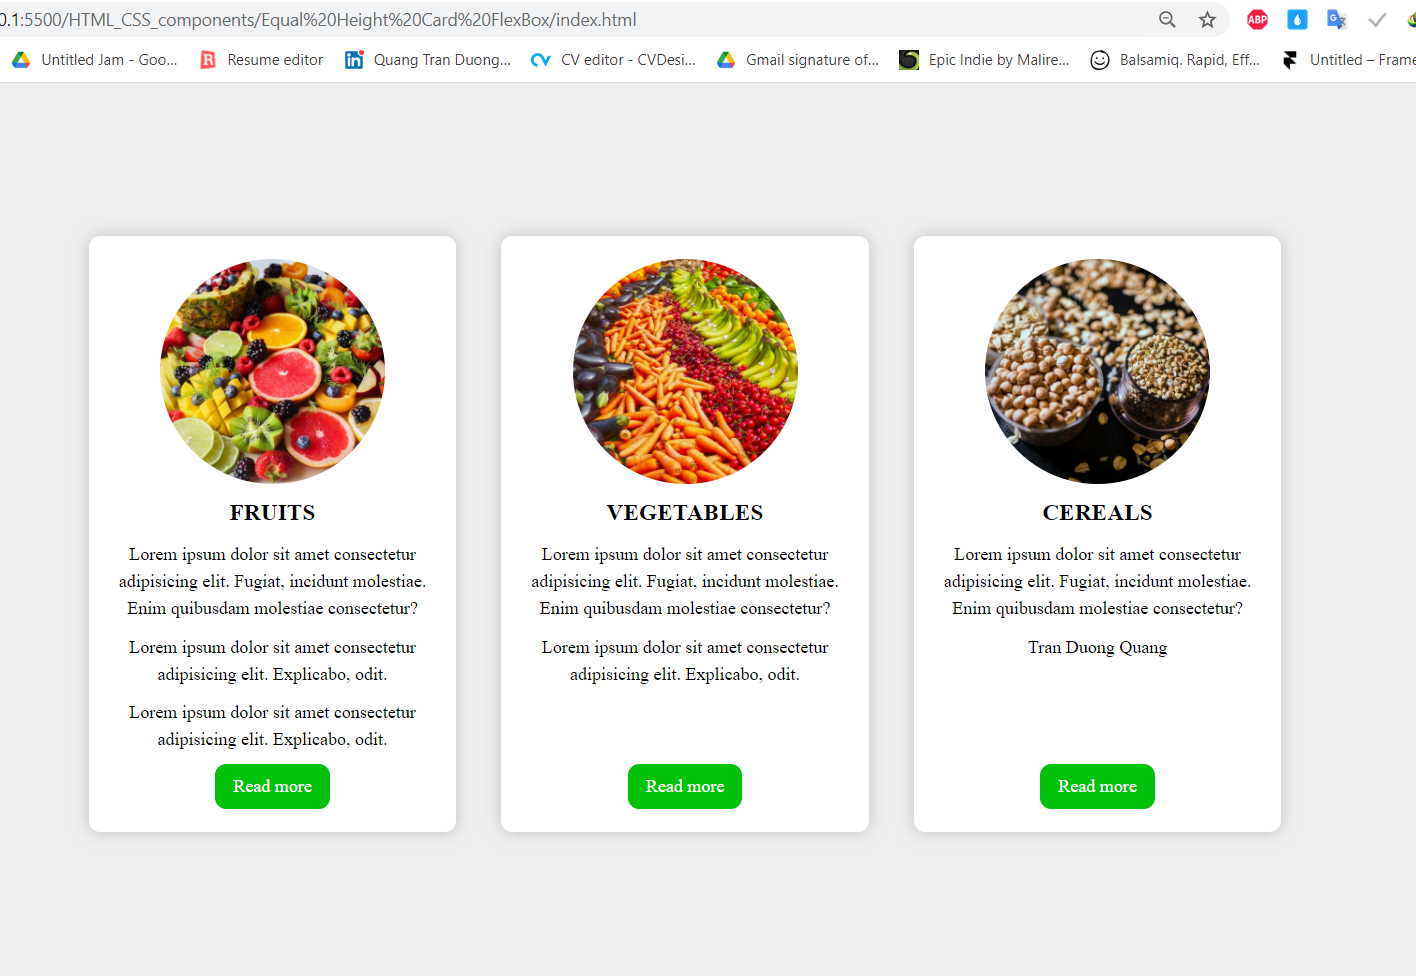 0.1:5500/HTML_CSS_components/Equal%20Height%20Card%20FlexBox/index.html
ABP
G
Untitled Jam - Goo...
R
Resume editor
in
Quang Tran Duong...
CV editor - CVDesi...
Gmail signature of...
Epic Indie by Malire...
Balsamiq. Rapid, Eff...
Untitled – Frame
FRUITS
Lorem ipsum dolor sit amet consectetur
adipisicing elit. Fugiat, incidunt molestiae.
Enim quibusdam molestiae consectetur?
Lorem ipsum dolor sit amet consectetur
adipisicing elit. Explicabo, odit.
Lorem ipsum dolor sit amet consectetur
adipisicing elit. Explicabo, odit.
Read more
VEGETABLES
Lorem ipsum dolor sit amet consectetur
adipisicing elit. Fugiat, incidunt molestiae.
Enim quibusdam molestiae consectetur?
Lorem ipsum dolor sit amet consectetur
adipisicing elit. Explicabo, odit.
Read more
CEREALS
Lorem ipsum dolor sit amet consectetur
adipisicing elit. Fugiat, incidunt molestiae.
Enim quibusdam molestiae consectetur?
Tran Duong Quang
Read more